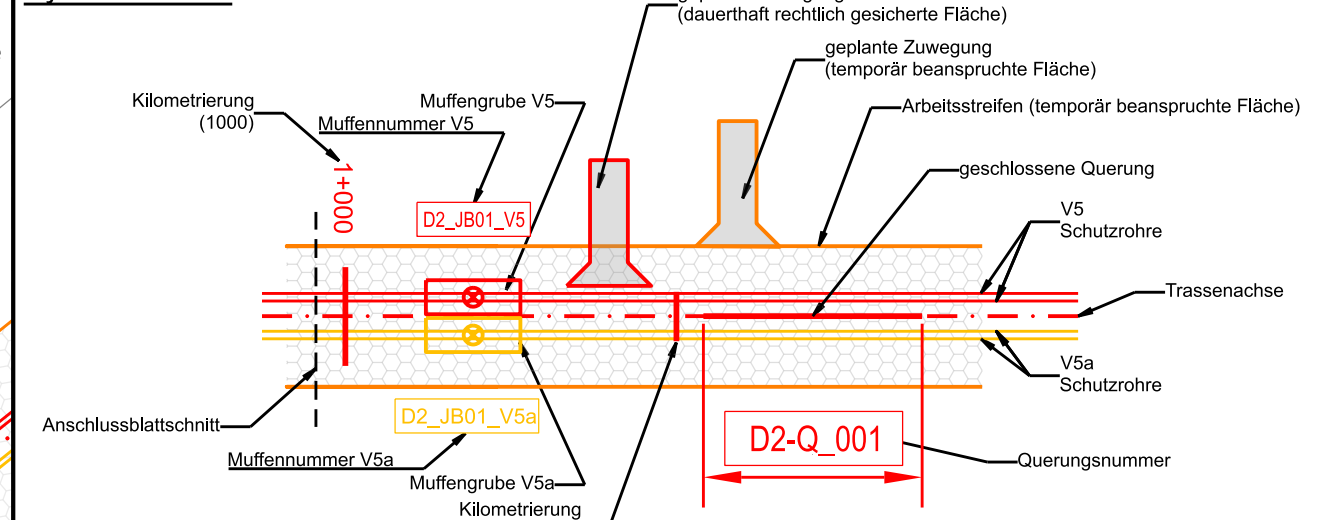 (dauerthaft rechtlich gesicherte Fläche)
geplante Zuwegung
(temporär beanspruchte Fläche)
Kilometrierung
(1000)
Muffengrube V5
Muffennummer V5
Arbeitsstreifen (temporär beanspruchte Fläche)
geschlossene Querung
1+000
D2_JB01_V5
V5
Schutzrohre
Trassenachse
V5a
Schutzrohre
Anschlussblattschnitt
D2_JB01_V5a
D2-Q_001
Muffennummer V5a
Querungsnummer
Muffengrube V5a
Kilometrierung